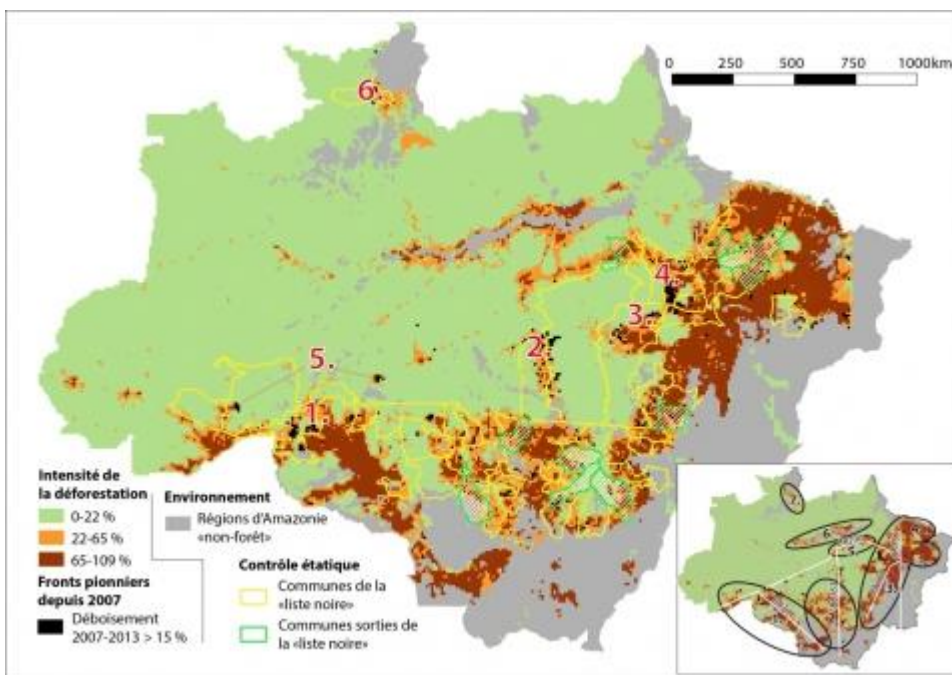 0 250 500 750 1000km
6.
4.
3.
2
5.
1.
Intensité de
la déforestation
0-22 %
22-65 %
65-109 %
Fronts pionniers
depuis 2007
Déboisement
2007-2013 > 15 %
Environnement
Régions d'Amazonie
«non-forêt»
Contrôle étatique
Communes de la
«liste noire»
Communes sorties de
la «liste noire»